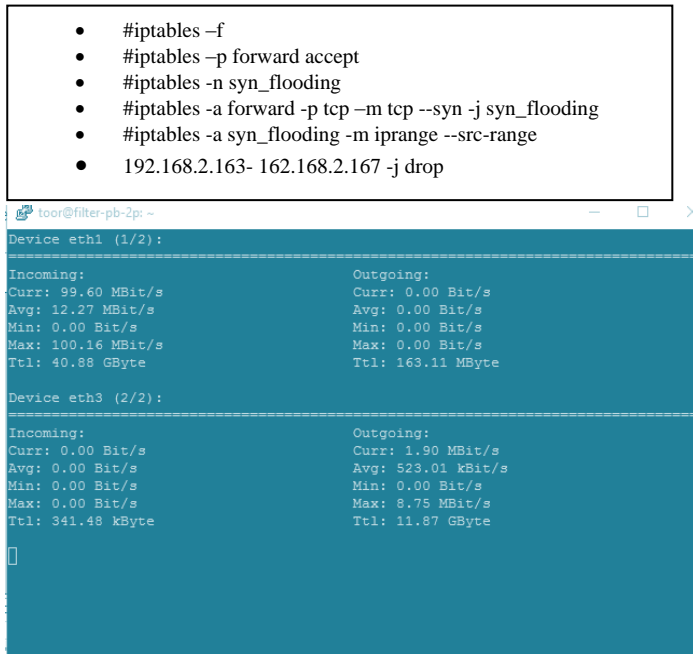 • #iptables –f
• #iptables –p forward accept
• #iptables -n syn_flooding
• #iptables -a forward -p tcp –m tcp --syn -j syn_flooding
• #iptables -a syn_flooding -m iprange --src-range
• 192.168.2.163- 162.168.2.167 -j drop
toor@filter-pb-2p: ~
Device eth1 (1/2):
Incoming: Outgoing:
Curr: 99.60 MBit/s Curr: 0.00 Bit/s
Avg: 12.27 MBit/s Avg: 0.00 Bit/s
Min: 0.00 Bit/s Min: 0.00 Bit/s
Max: 100.16 MBit/s Max: 0.00 Bit/s
Ttl: 40.88 GByte Ttl: 163.11 MByte
Device eth3 (2/2):
Incoming: Outgoing:
Curr: 0.00 Bit/s Curr: 1.90 MBit/s
Avg: 0.00 Bit/s Avg: 523.01 kBit/s
Min: 0.00 Bit/s Min: 0.00 Bit/s
Max: 0.00 Bit/s Max: 8.75 MBit/s
Ttl: 341.48 kByte Ttl: 11.87 GByte